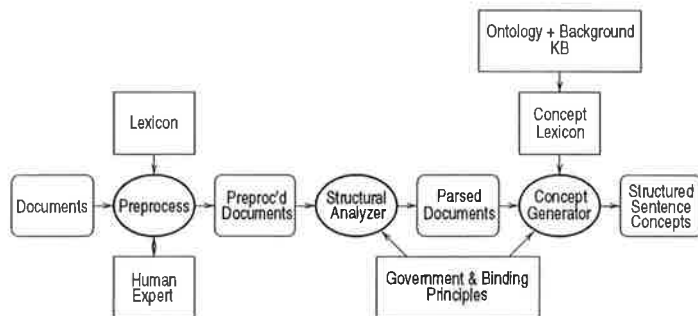 Ontology + Background
KB
Lexicon
Concept
Lexicon
Documents
Preprocess
Preproc'd
Documents
Structural
Analyzer
Parsed
Documents
Concept
Generator
Structured
Sentence
Concepts
Human
Expert
Government & Binding
Principles